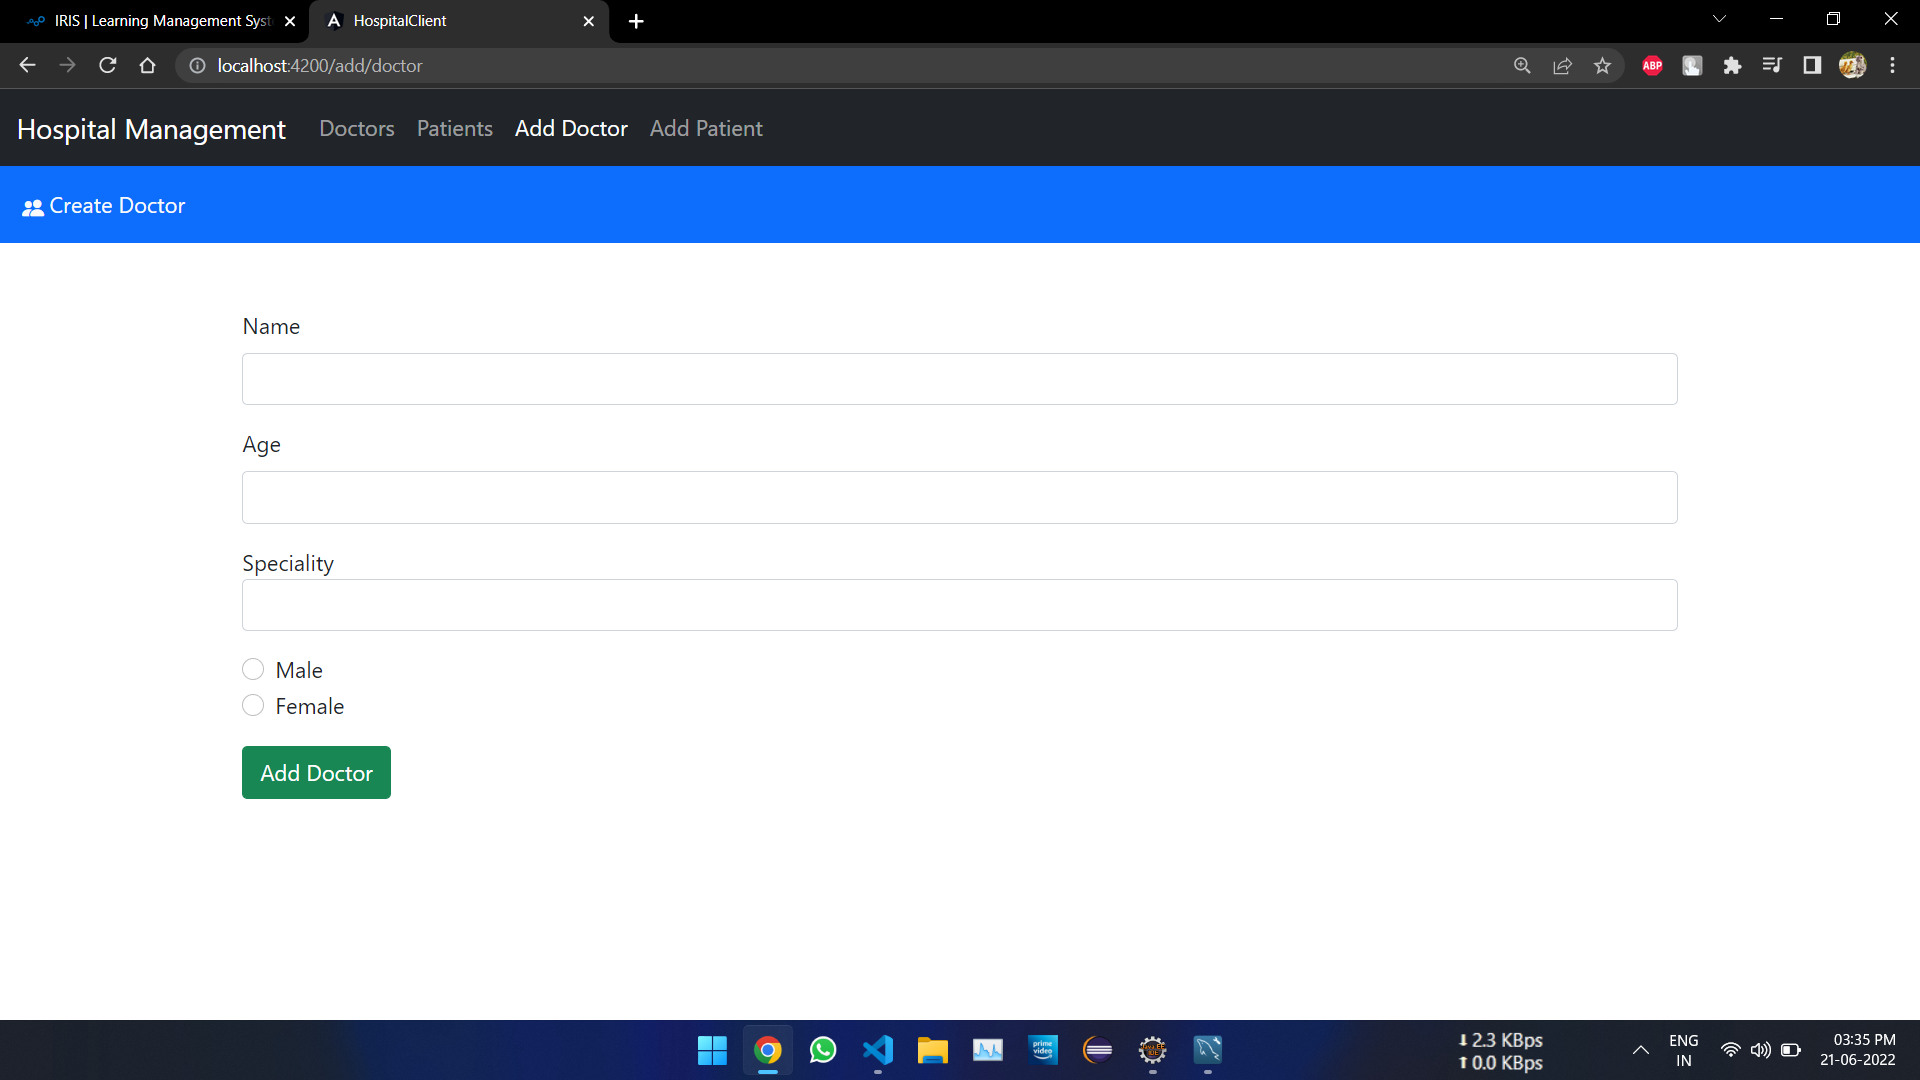 IRIS | Learning Management Syst
HospitalClient
localhost:4200/add/doctor
ABP
Hospital Management Doctors Patients Add Doctor Add Patient
Create Doctor
Name
Age
Speciality
Male
Female
Add Doctor
prime video
2.3 KBps
0.0 KBps
ENG
IN
03:35 PM
21-06-2022